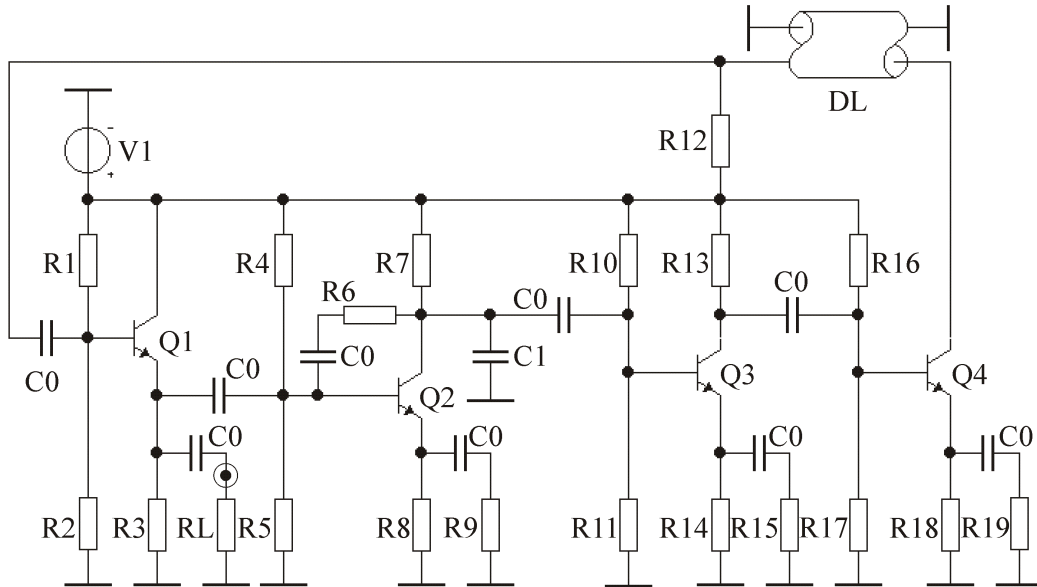 DL
R12
-
V1
+
R1
R4
R7
R10
R13
R16
R6
C0
C0
C0
Q1
C0
C1
C0
Q2
Q3
Q4
C0
C0
C0
C0
C0
R2
R3
RL
R5
R8
R9
R11
R14
R15
R17
R18
R19